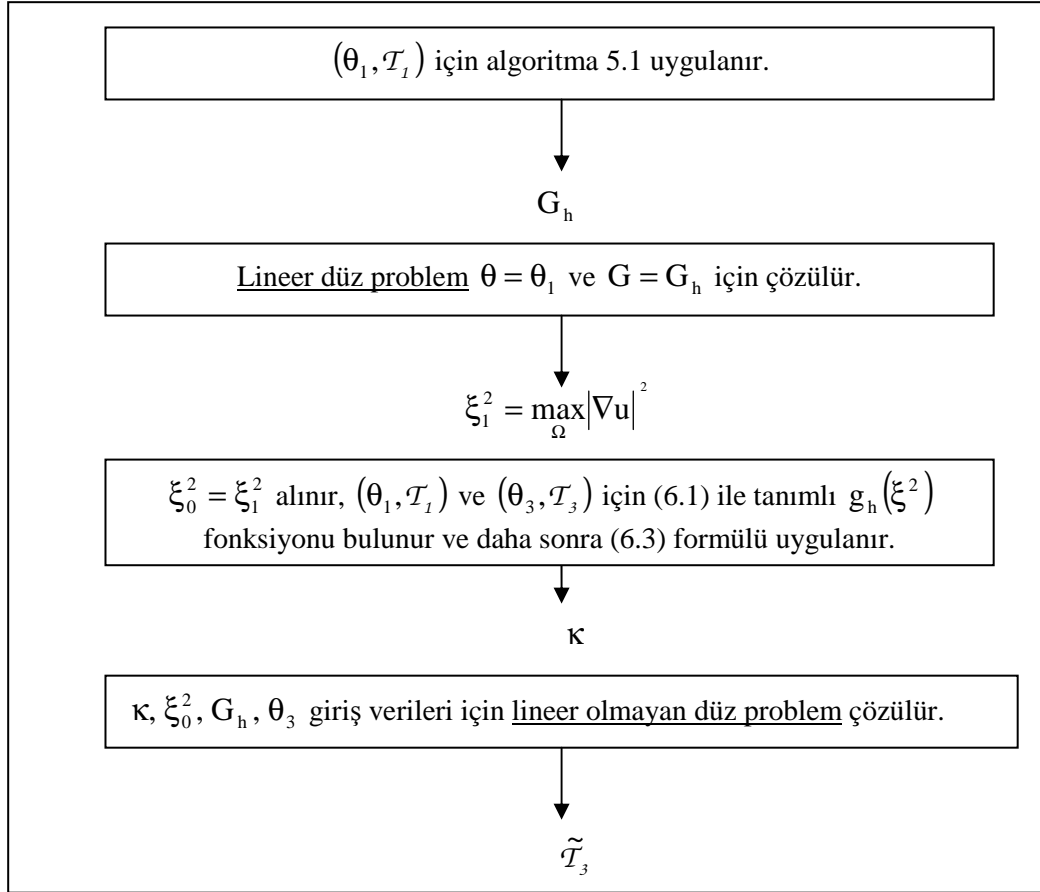 (θ₁, 𝒯₁) için algoritma 5.1 uygulanır.
G_h
Lineer düz problem θ = θ₁ ve G = G_h için çözülür.
ξ₁² = max_Ω |∇u|²
ξ₀² = ξ₁² alınır, (θ₁, 𝒯₁) ve (θ₃, 𝒯₃) için (6.1) ile tanımlı g_h(ξ²)
fonksiyonu bulunur ve daha sonra (6.3) formülü uygulanır.
κ
κ, ξ₀², G_h, θ₃ giriş verileri için lineer olmayan düz problem çözülür.
𝒯̃₃